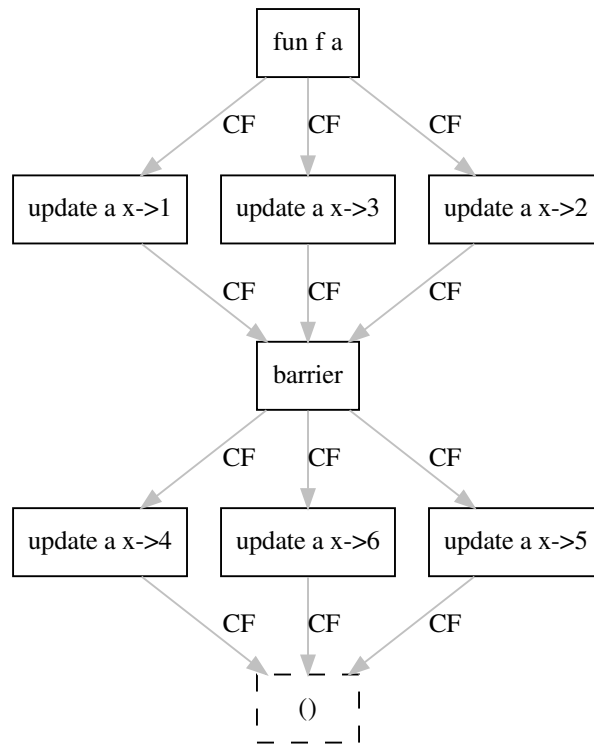 fun f a
CF CF CF
update a x->1 update a x->3 update a x->2
CF CF CF
barrier
CF CF CF
update a x->4 update a x->6 update a x->5
CF CF CF
()